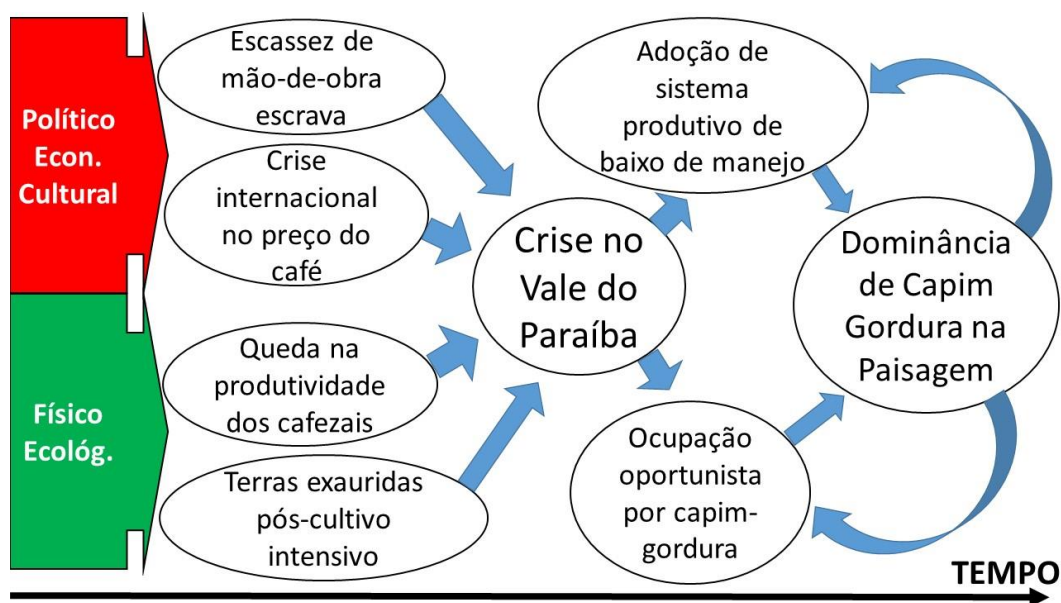 Político
Econ.
Cultural
Físico
Ecológ.
Escassez de
mão-de-obra
escrava
Crise
internacional
no preço do
café
Queda na
produtividade
dos cafezais
Terras exauridas
pós-cultivo
intensivo
Crise no
Vale do
Paraíba
Adoção de
sistema
produtivo de
baixo de manejo
Ocupação
oportunista
por capim-
gordura
Dominância
de Capim
Gordura na
Paisagem
TEMPO